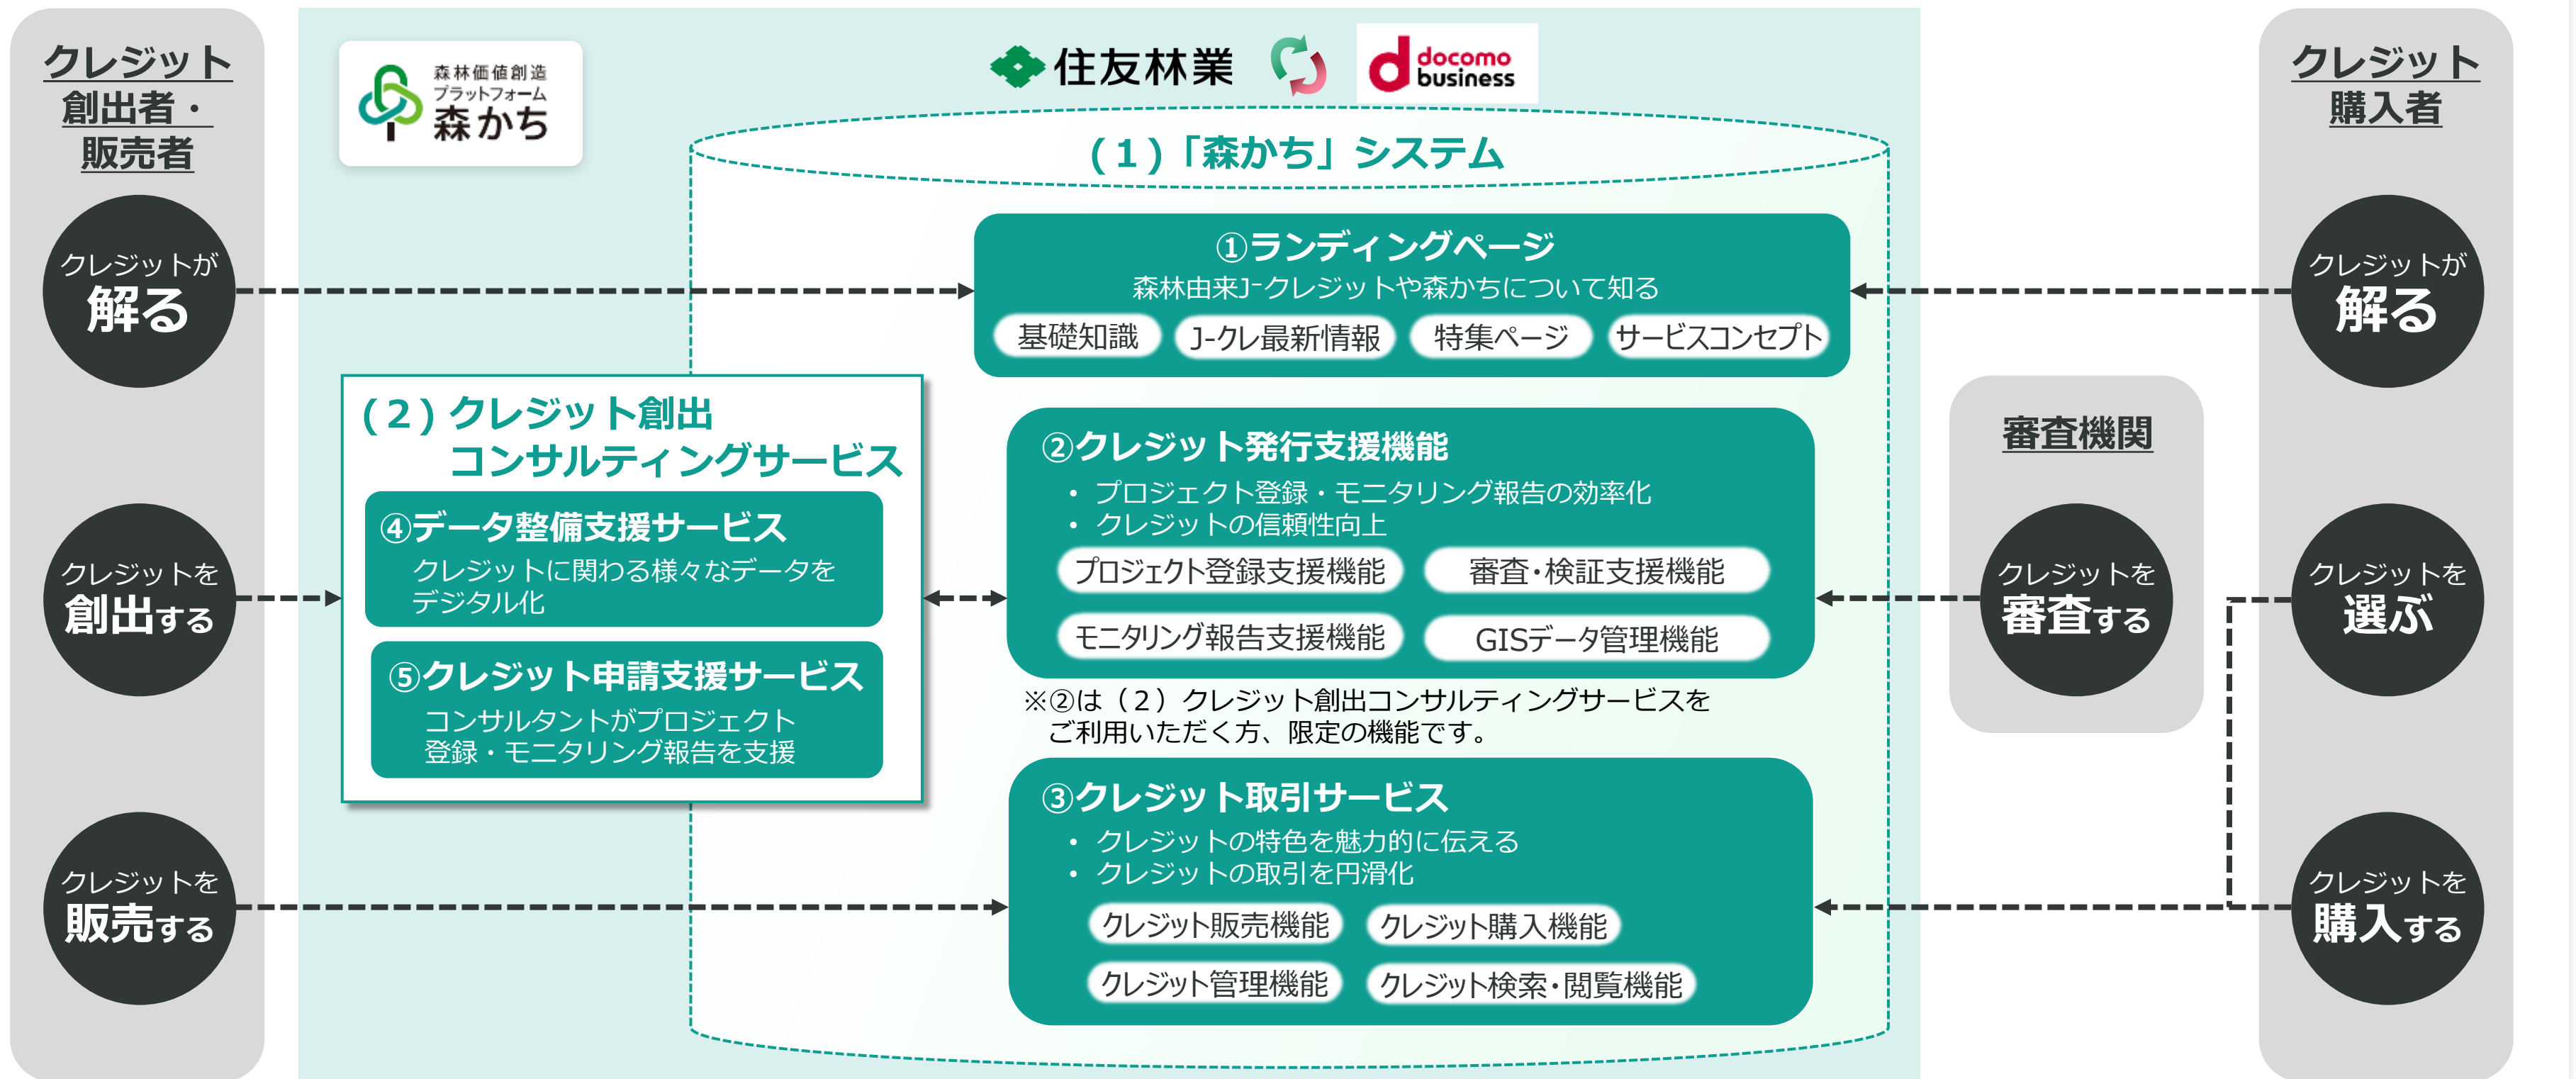 クレジット
創出者・
販売者
クレジットが
解る
クレジットを
創出する
クレジットを
販売する
森林価値創造
プラットフォーム
森かち
住友林業
docomo
business
(１)「森かち」システム
①ランディングページ
森林由来J-クレジットや森かちについて知る
基礎知識
J-クレ最新情報
特集ページ
サービスコンセプト
(２)クレジット創出
コンサルティングサービス
④データ整備支援サービス
クレジットに関わる様々なデータを
デジタル化
⑤クレジット申請支援サービス
コンサルタントがプロジェクト
登録・モニタリング報告を支援
②クレジット発行支援機能
• プロジェクト登録・モニタリング報告の効率化
• クレジットの信頼性向上
プロジェクト登録支援機能
審査・検証支援機能
モニタリング報告支援機能
GISデータ管理機能
※②は（２）クレジット創出コンサルティングサービスを
ご利用いただく方、限定の機能です。
③クレジット取引サービス
• クレジットの特色を魅力的に伝える
• クレジットの取引を円滑化
クレジット販売機能
クレジット購入機能
クレジット管理機能
クレジット検索・閲覧機能
審査機関
クレジットを
審査する
クレジット
購入者
クレジットが
解る
クレジットを
選ぶ
クレジットを
購入する